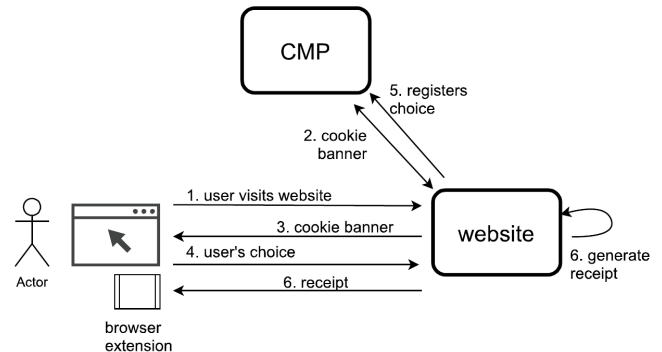 CMP
5. registers
choice
2. cookie
banner
1. user visits website
3. cookie banner
website
4. user's choice
6. generate
receipt
Actor
6. receipt
browser
extension